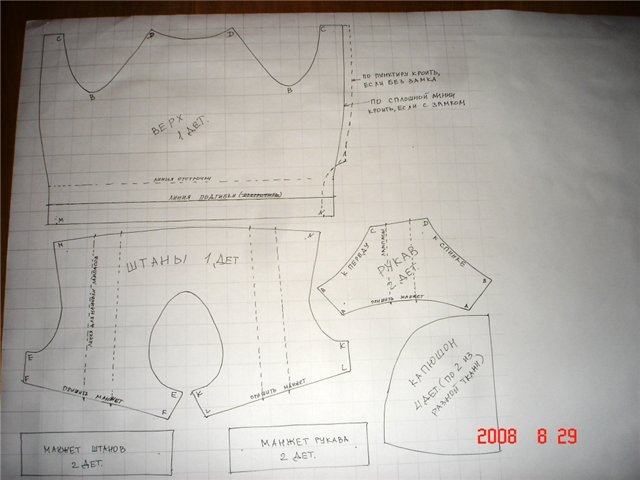 С
D
D
С
В
В
ВЕРХ
1 ДЕТ.
ПО ПУНКТИРУ КРОИТЬ,
ЕСЛИ БЕЗ ЗАМКА
ПО СПЛОШНОЙ ЛИНИИ
КРОИТЬ, ЕСЛИ С ЗАМКОМ
ЛИНИЯ ОТСТРОЧКИ
ЛИНИЯ ПОДГИБКИ
М
N
Н
N
ШТАНЫ 1 ДЕТ
Е
F
К
L
Е
F
К
L
ПРИШИТЬ МАНЖЕТ
ПРИШИТЬ МАНЖЕТ
С
D
К ПЕРЕДУ
ЛАМПАСЫ
К СПИНКЕ
РУКАВ
ДЕТ.
В
В
А
А
ПРИШИТЬ МАНЖЕТ
КАПЮШОН
4 ДЕТ. (ПО 2 ИЗ
РАЗНОЙ ТКАНИ)
МАНЖЕТ ШТАНОВ
2 ДЕТ.
МАНЖЕТ РУКАВА
2 ДЕТ.
2008 8 29